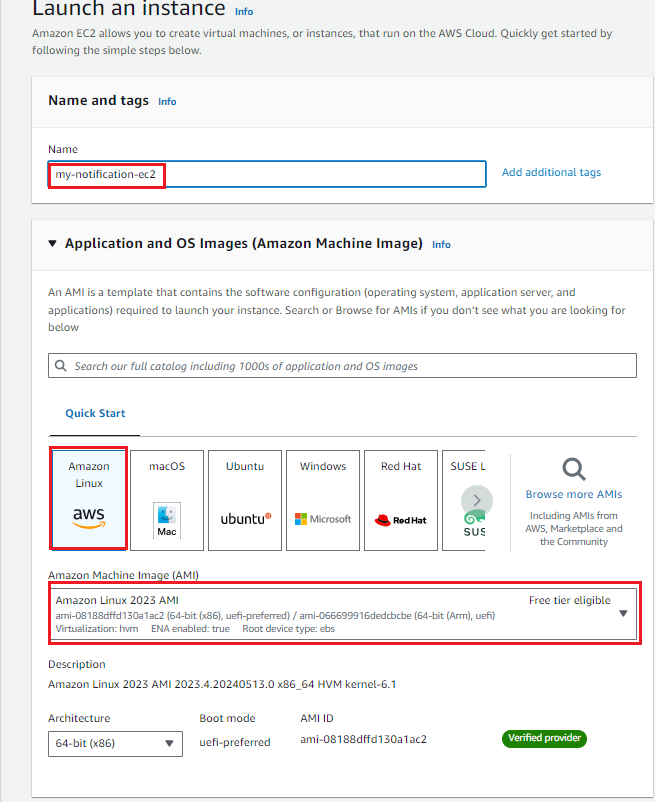 Launch an instance Info
Amazon EC2 allows you to create virtual machines, or instances, that run on the AWS Cloud. Quickly get started by
following the simple steps below.
Name and tags Info
Name
my-notification-ec2
Add additional tags
Application and OS Images (Amazon Machine Image) Info
An AMI is a template that contains the software configuration (operating system, application server, and
applications) required to launch your instance. Search or Browse for AMIs if you don't see what you are looking for
below
Search our full catalog including 1000s of application and OS images
Quick Start
Amazon
Linux
aws
macOS
Mac
Ubuntu
ubuntu
Windows
Microsoft
Red Hat
Red Hat
SUSE L
SUS
Browse more AMIs
Including AMIs from
AWS, Marketplace and
the Community
Amazon Machine Image (AMI)
Amazon Linux 2023 AMI Free tier eligible
ami-08188dffd130a1ac2 (64-bit (x86), uefi-preferred) / ami-066699916dedcbcbe (64-bit (Arm), uefi)
Virtualization: hvm ENA enabled: true Root device type: ebs
Description
Amazon Linux 2023 AMI 2023.4.20240513.0 x86_64 HVM kernel-6.1
Architecture Boot mode AMI ID
64-bit (x86) uefi-preferred ami-08188dffd130a1ac2 Verified provider